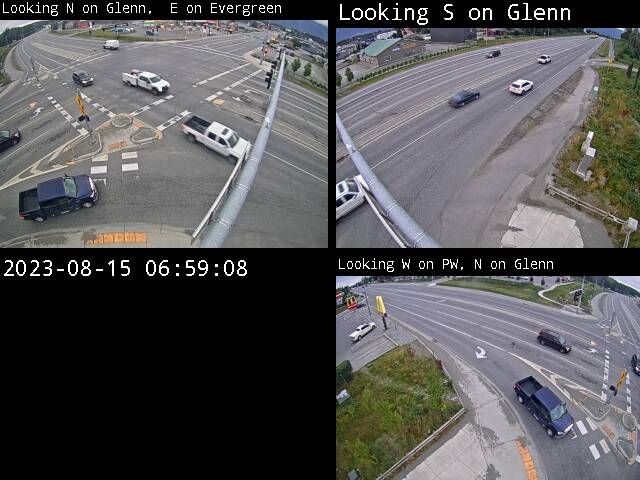 Looking N on Glenn, E on Evergreen
Looking S on Glenn
2023-08-15 06:59:08
Looking W on PW, N on Glenn